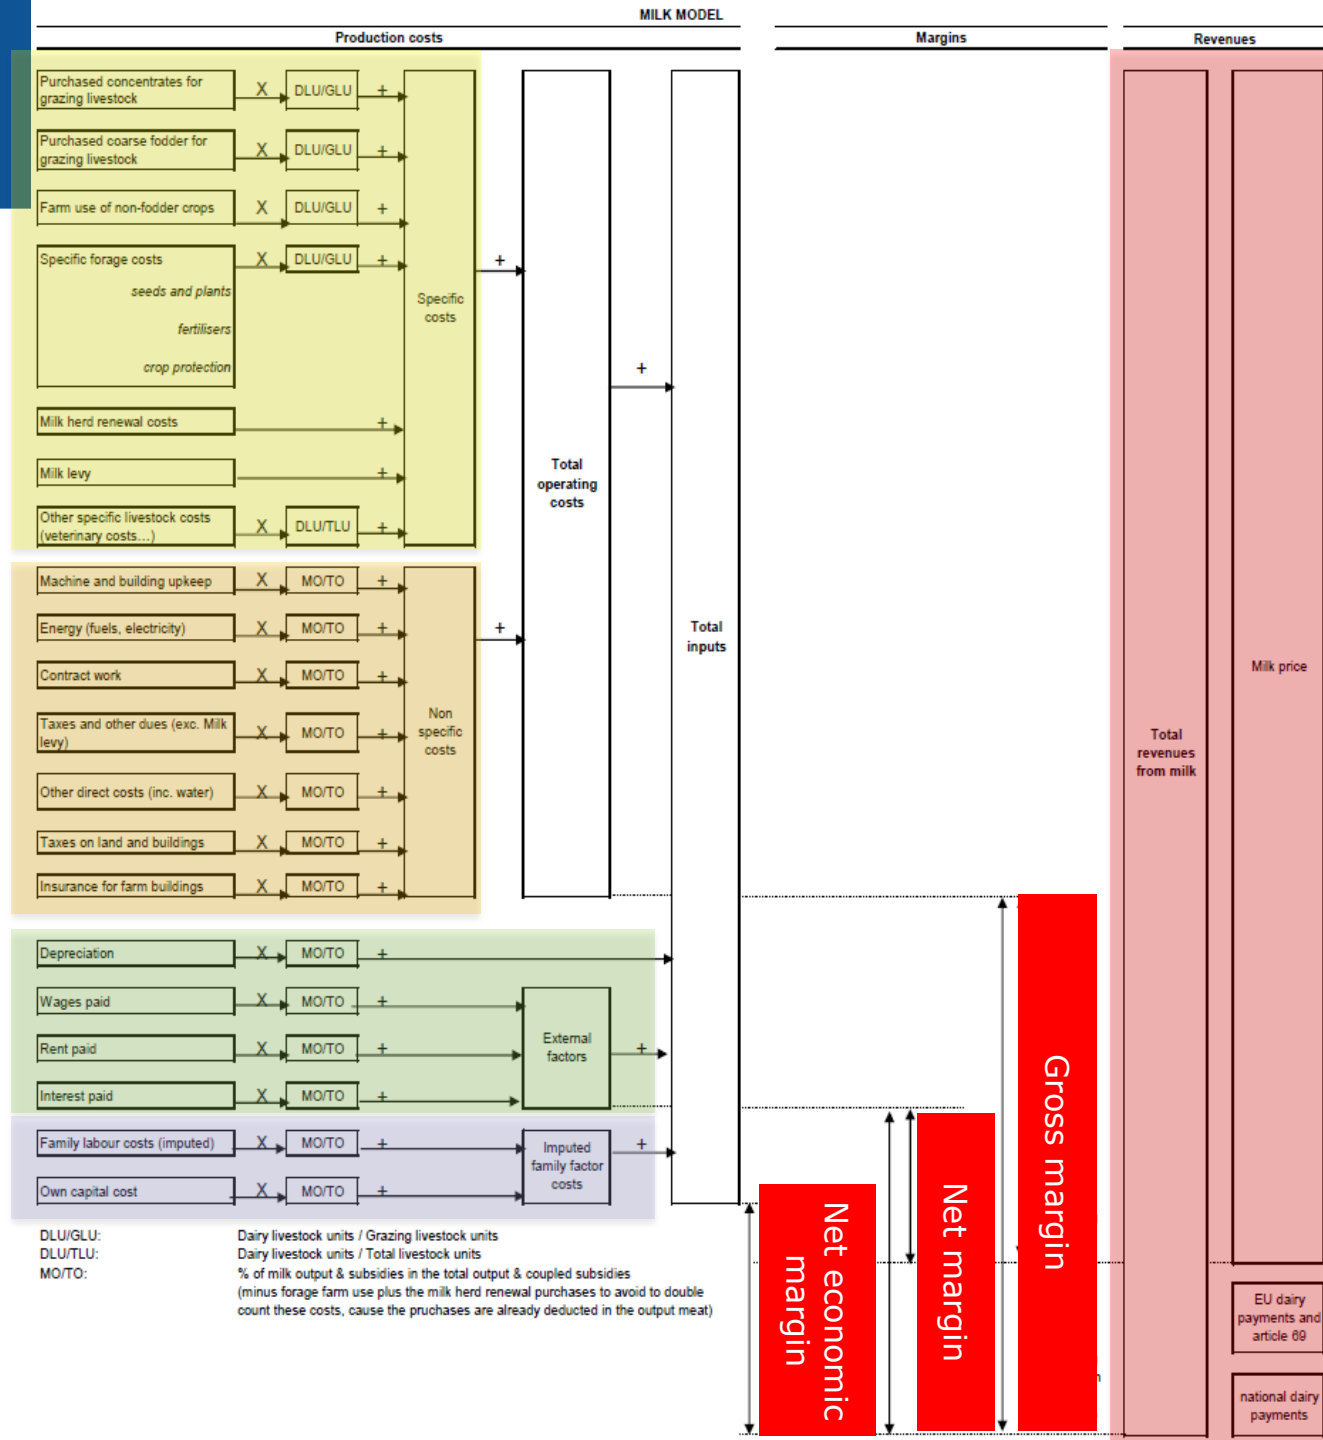 MILK MODEL
Production costs
Margins
Revenues
Purchased concentrates for
grazing livestock
X
DLU/GLU
+
Purchased coarse fodder for
grazing livestock
X
DLU/GLU
+
Farm use of non-fodder crops
X
DLU/GLU
+
Specific forage costs
X
DLU/GLU
+
seeds and plants
fertilisers
crop protection
Milk herd renewal costs
+
Milk levy
+
Other specific livestock costs
(veterinary costs...)
X
DLU/TLU
+
Specific
costs
+
Machine and building upkeep
X
MO/TO
+
Energy (fuels, electricity)
X
MO/TO
+
Contract work
X
MO/TO
+
Taxes and other dues (exc. Milk
levy)
X
MO/TO
+
Other direct costs (inc. water)
X
MO/TO
+
Taxes on land and buildings
X
MO/TO
+
Insurance for farm buildings
X
MO/TO
+
Non
specific
costs
+
Total
operating
costs
+
Depreciation
X
MO/TO
+
Wages paid
X
MO/TO
+
Rent paid
X
MO/TO
+
Interest paid
X
MO/TO
+
External
factors
+
Family labour costs (imputed)
X
MO/TO
+
Own capital cost
X
MO/TO
+
Imputed
family factor
costs
+
Total
inputs
Net economic
margin
Net margin
Gross margin
n
Total
revenues
from milk
Milk price
EU dairy
payments and
article 69
national dairy
payments
DLU/GLU: Dairy livestock units / Grazing livestock units
DLU/TLU: Dairy livestock units / Total livestock units
MO/TO: % of milk output & subsidies in the total output & coupled subsidies
(minus forage farm use plus the milk herd renewal purchases to avoid to double
count these costs, cause the pruchases are already deducted in the output meat)